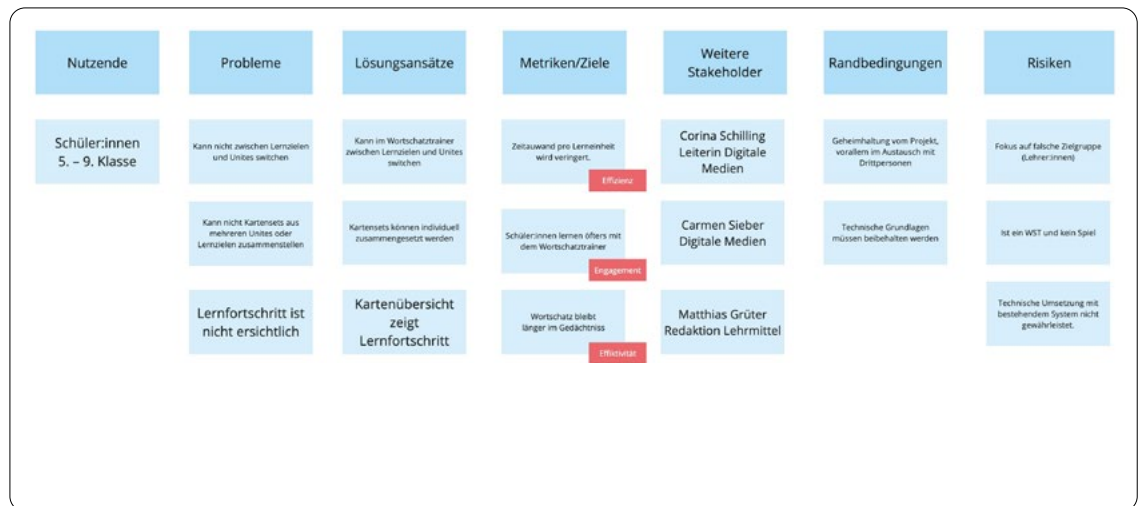 Nutzende
Probleme
Lösungsansätze
Metriken/Ziele
Weitere
Stakeholder
Randbedingungen
Risiken
Schüler:innen
5. – 9. Klasse
Kann nicht zwischen Lernzielen
und Unites switchen
Kann im Wortschatztrainer
zwischen Lernzielen und Unites
switchen
Zeitauwand pro Lerneinheit
wird veringert.
Effizienz
Corina Schilling
Leiterin Digitale
Medien
Geheimhaltung vom Projekt,
vorallem im Austausch mit
Drittpersonen
Fokus auf falsche Zielgruppe
(Lehrer:innen)
Kann nicht Kartensets aus
mehreren Unites oder
Lernzielen zusammenstellen
Kartensets können individuell
zusammengesetzt werden
Schüler:innen lernen öfters mit
dem Wortschatztrainer
Engagement
Carmen Sieber
Digitale Medien
Technische Grundlagen
müssen beibehalten werden
Ist ein WST und kein Spiel
Lernfortschritt ist
nicht ersichtlich
Kartenübersicht
zeigt
Lernfortschritt
Wortschatz bleibt
länger im Gedächtniss
Effiktivität
Matthias Grüter
Redaktion Lehrmittel
Technische Umsetzung mit
bestehendem System nicht
gewährleistet.